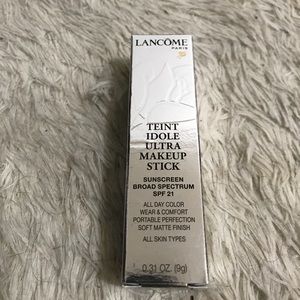 LANCÔME
PARIS
TEINT
IDOLE
ULTRA
MAKEUP
STICK
SUNSCREEN
BROAD SPECTRUM
SPF 21
ALL DAY COLOR
WEAR & COMFORT
PORTABLE PERFECTION
SOFT MATTE FINISH
ALL SKIN TYPES
0.31 OZ. (9g)